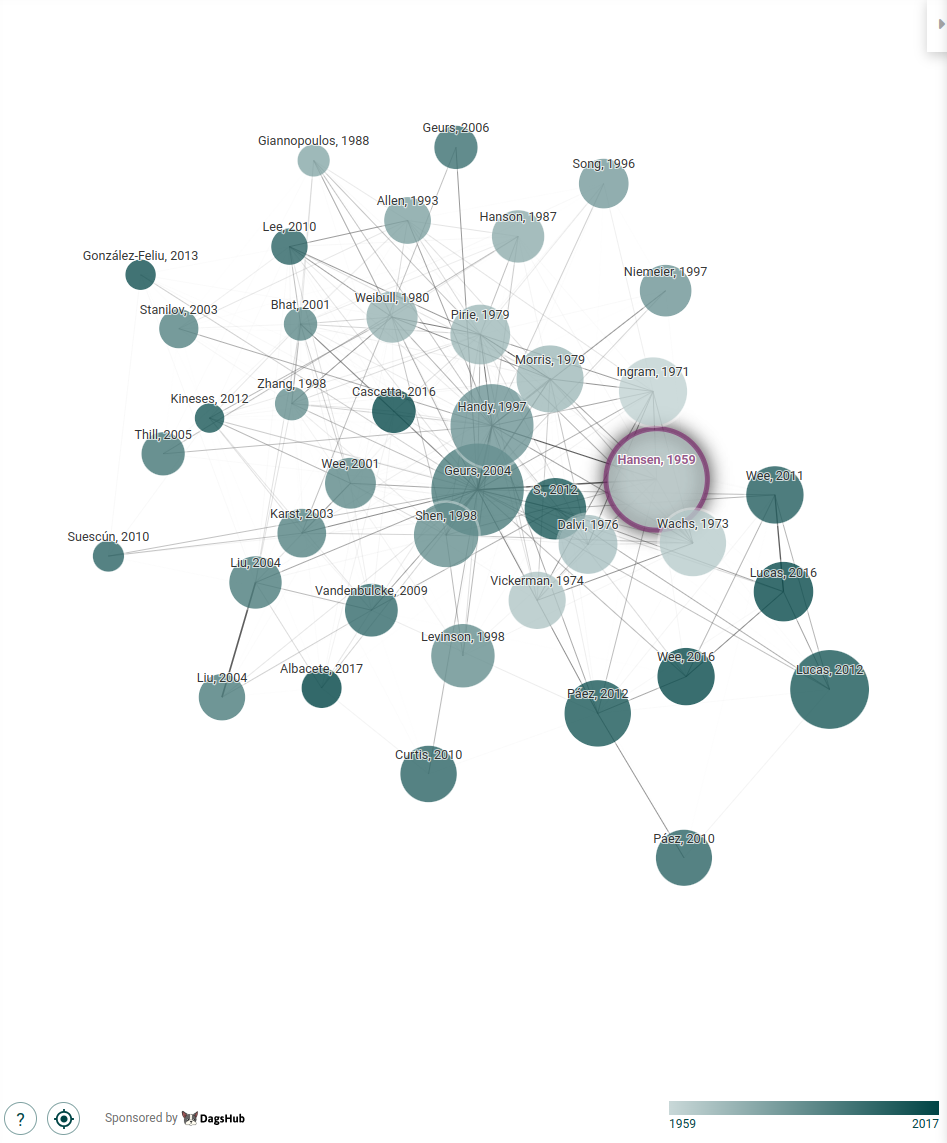 Geurs, 2006
Giannopoulos, 1988
Song, 1996
Allen, 1993
Hanson, 1987
Lee, 2010
González-Feliu, 2013
Niemeier, 1997
Weibull, 1980
Bhat, 2001
Stanilov, 2003
Pirie, 1979
Morris, 1979
Ingram, 1971
Zhang, 1998
Cascetta, 2016
Kineses, 2012
Handy, 1997
Thill, 2005
Hansen, 1959
Wee, 2001
Geurs, 2004
Wee, 2011
S., 2012
Karst, 2003
Shen, 1998
Dalvi, 1976
Wachs, 1973
Suescún, 2010
Liu, 2004
Lucas, 2016
Vickerman, 1974
Vandenbulcke, 2009
Levinson, 1998
Wee, 2016
Albacete, 2017
Lucas, 2012
Liu, 2004
Páez, 2012
Curtis, 2010
Páez, 2010
? Sponsored by DagsHub
1959 2017